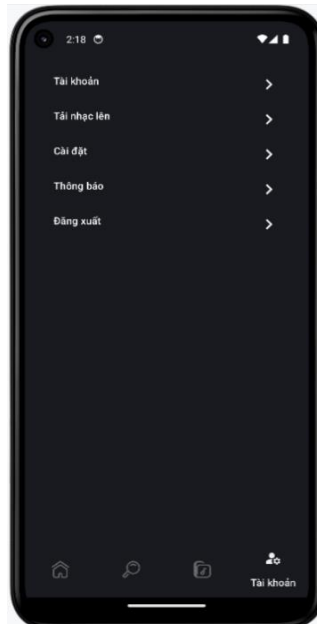 2:18
Tài khoản
Tải nhạc lên
Cài đặt
Thông báo
Đăng xuất
Tài khoản